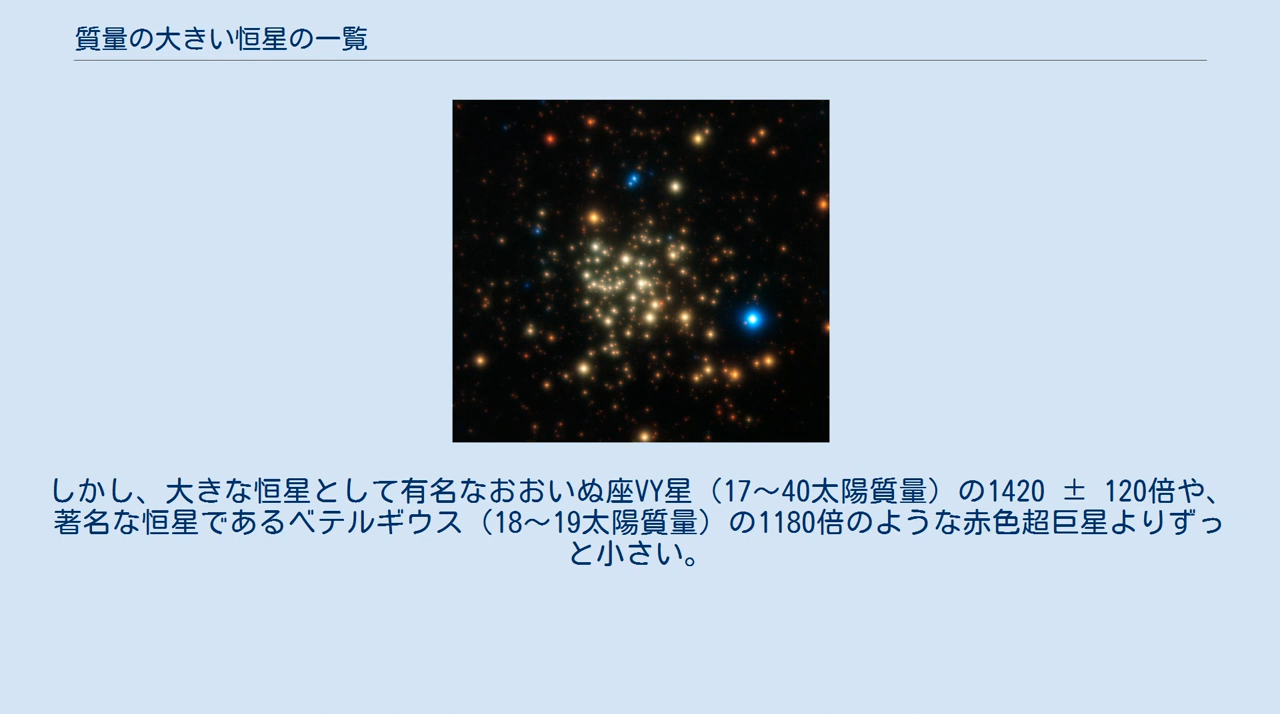 質量の大きい恒星の一覧
しかし、大きな恒星として有名なおおいぬ座VY星（17～40太陽質量）の1420 ± 120倍や、
著名な恒星であるベテルギウス（18～19太陽質量）の1180倍のような赤色超巨星よりずっ
と小さい。